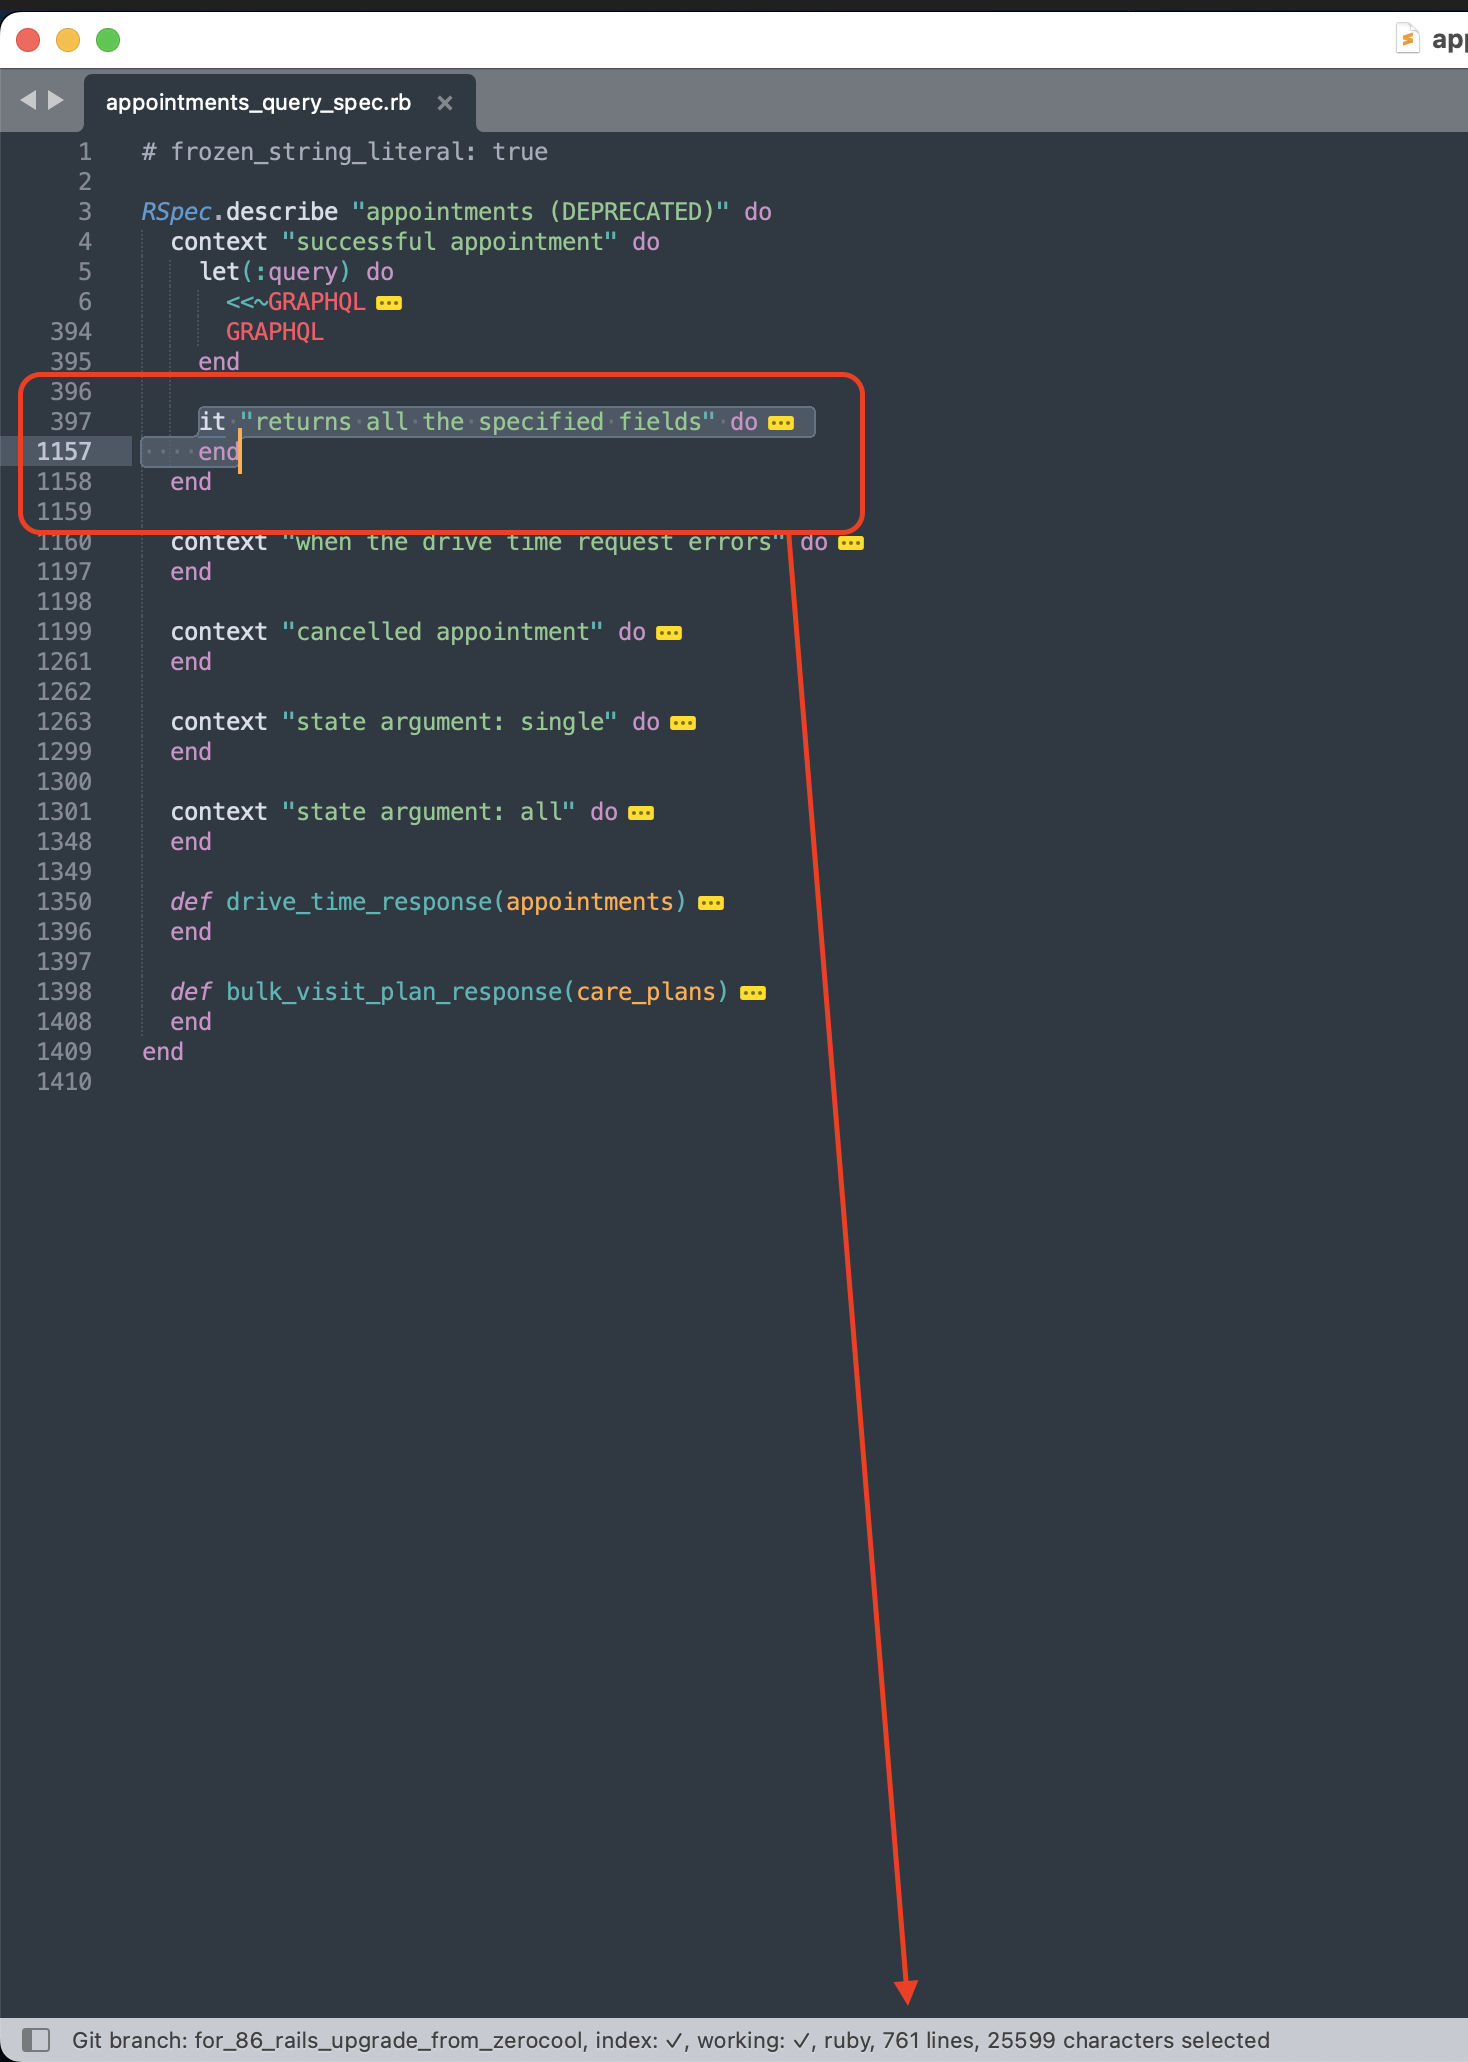 app
appointments_query_spec.rb ×
1 # frozen_string_literal: true
2
3 RSpec.describe "appointments (DEPRECATED)" do
4 context "successful appointment" do
5 let(:query) do
6 <<~GRAPHQL
394 GRAPHQL
395 end
396
397 it "returns all the specified fields" do
1157 end
1158 end
1159
1160 context "when the drive time request errors" do
1197 end
1198
1199 context "cancelled appointment" do
1261 end
1262
1263 context "state argument: single" do
1299 end
1300
1301 context "state argument: all" do
1348 end
1349
1350 def drive_time_response(appointments)
1396 end
1397
1398 def bulk_visit_plan_response(care_plans)
1408 end
1409 end
1410
Git branch: for_86_rails_upgrade_from_zerocool, index: ✓, working: ✓, ruby, 761 lines, 25599 characters selected